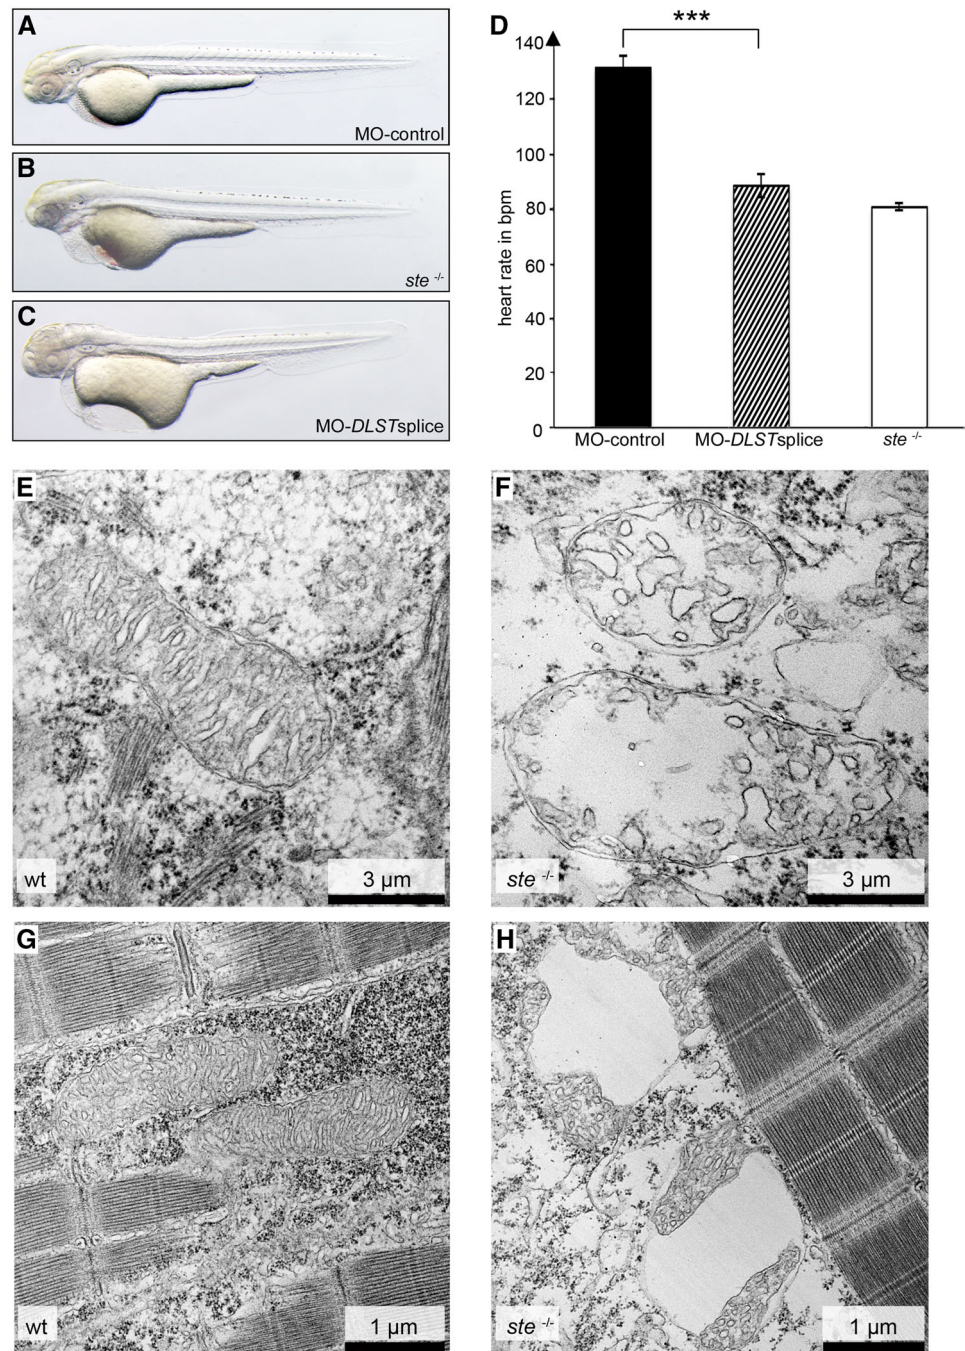 A
MO-control
B
ste -/-
C
MO-DLSTsplice
D
***
140
120
100
80
60
40
20
0
heart rate in bpm
MO-control
MO-DLSTsplice
ste -/-
E
wt
3 µm
F
ste -/-
3 µm
G
wt
1 µm
H
ste -/-
1 µm